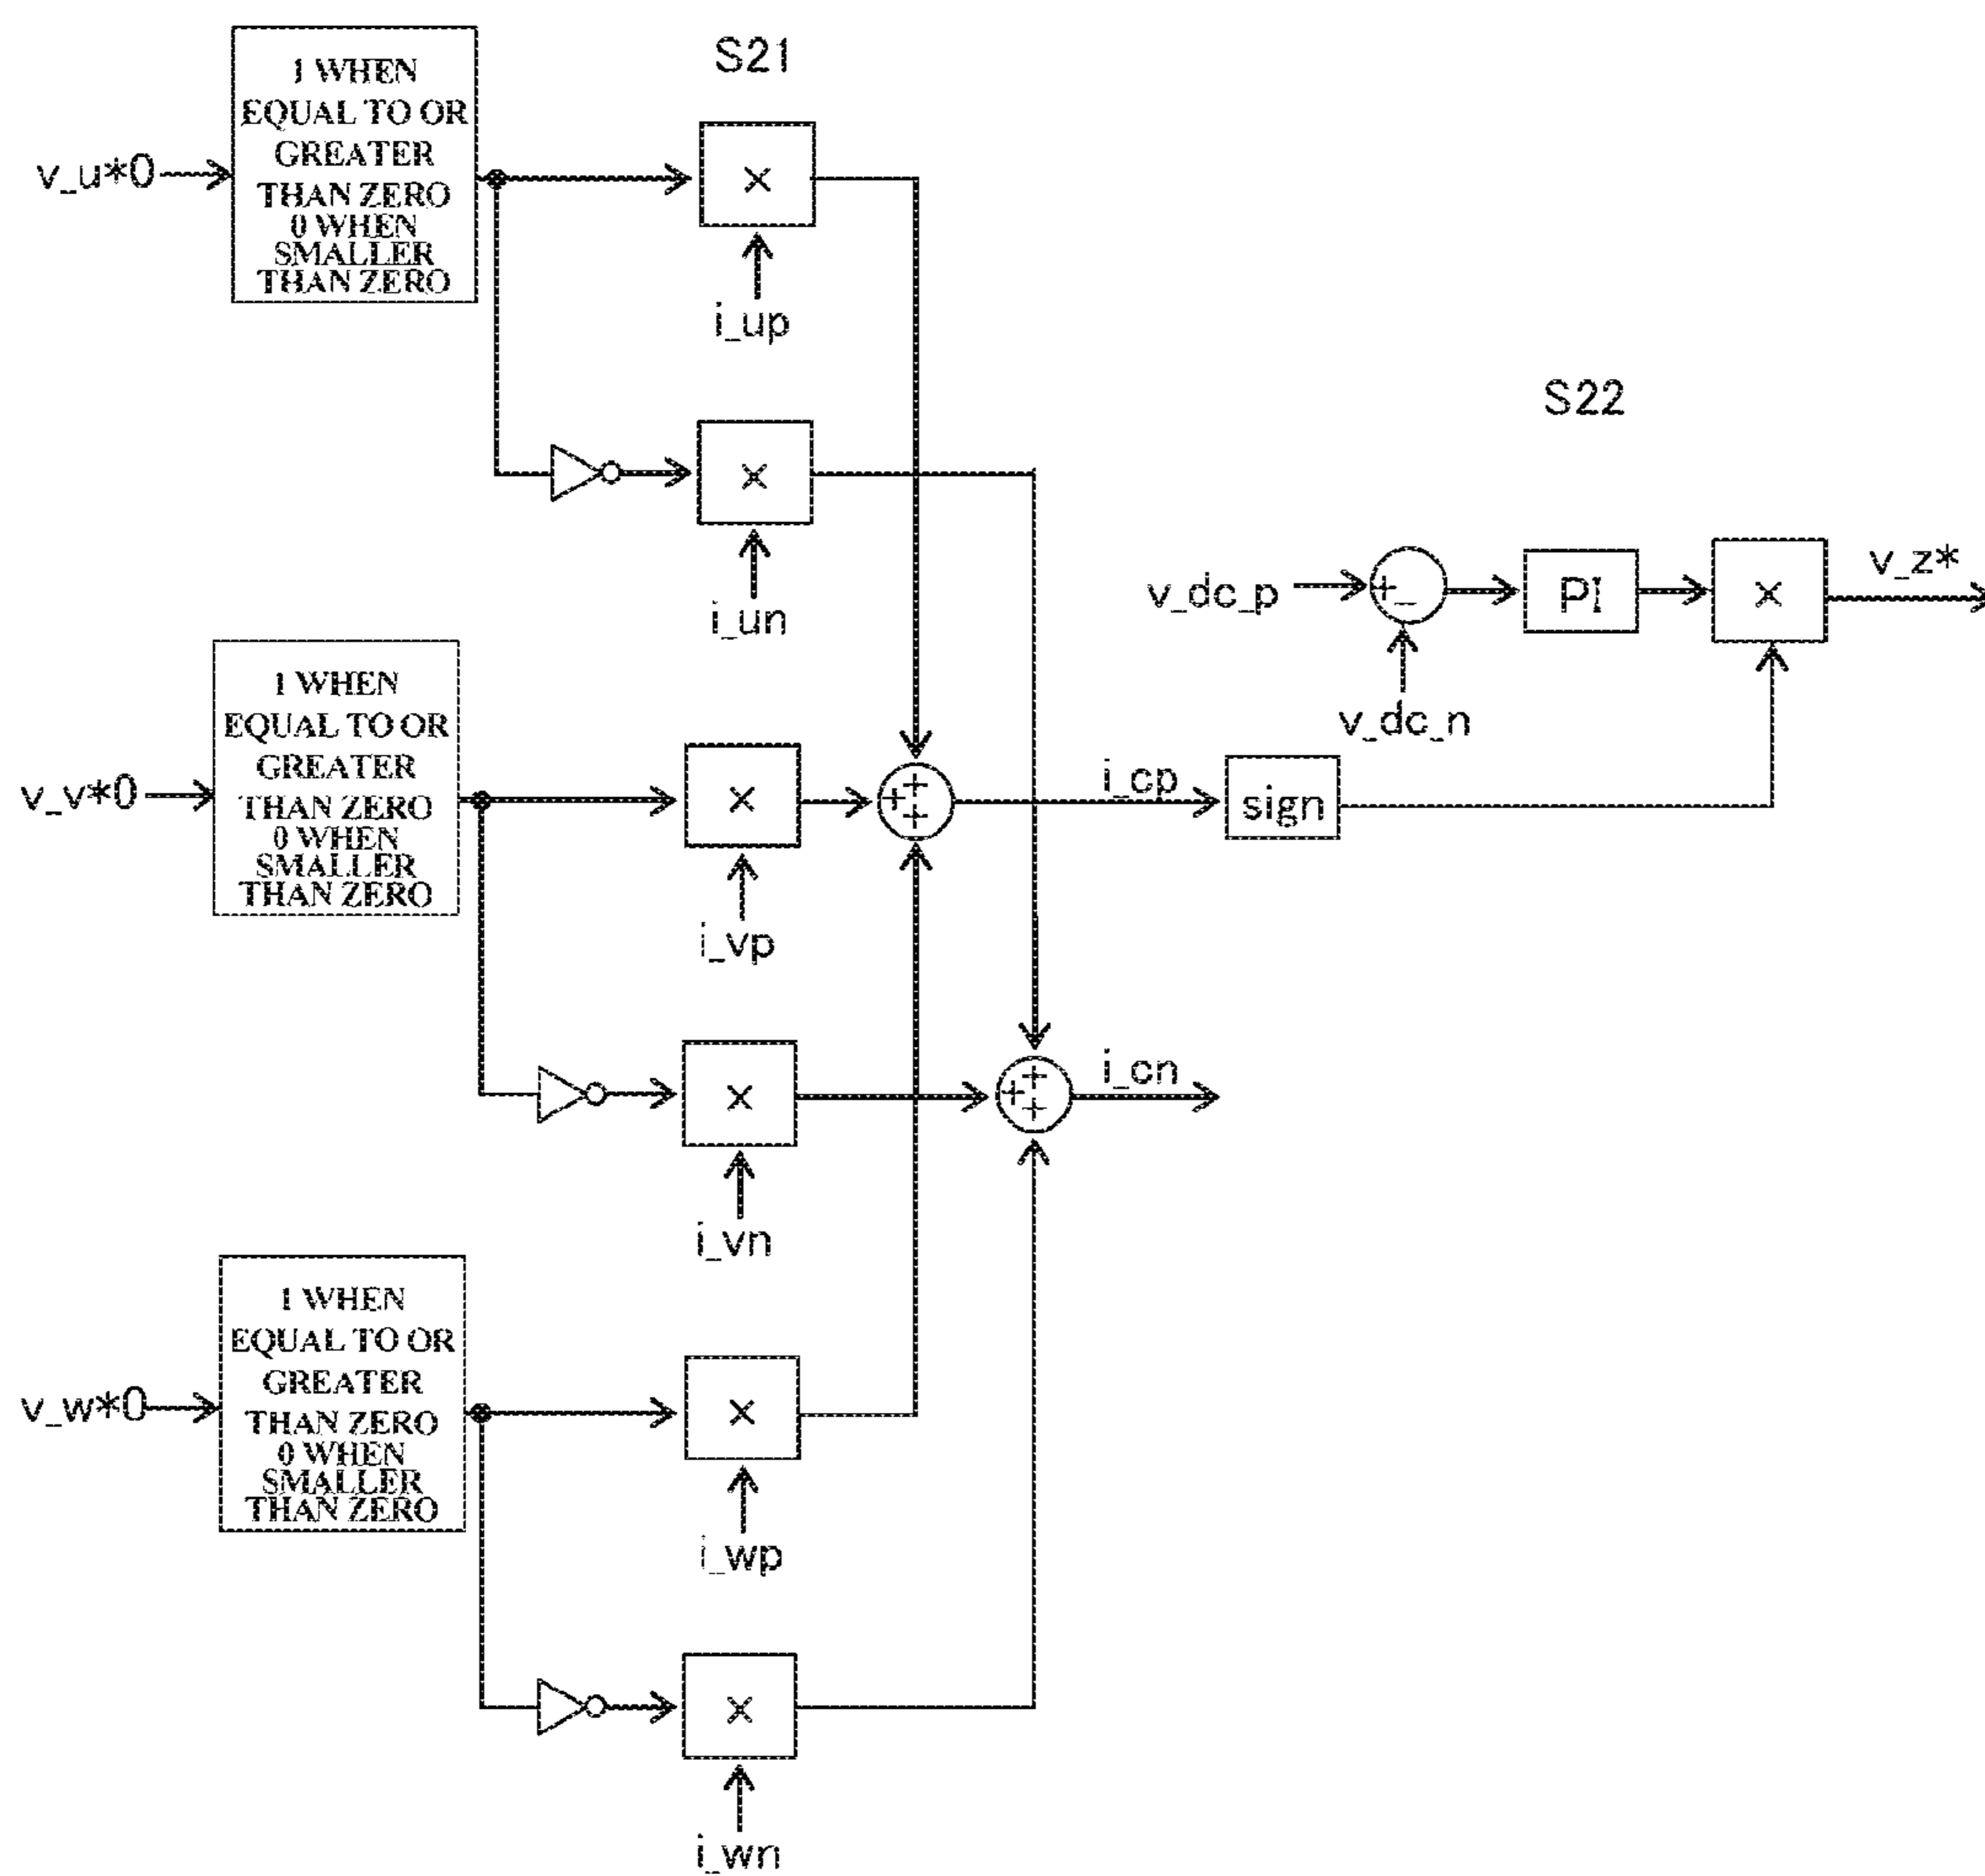 S21
1 WHEN
EQUAL TO OR
GREATER
THAN ZERO
0 WHEN
SMALLER
THAN ZERO
v_u*0
×
i_up
×
i_un
S22
v_dc_p
+
-
PI
×
v_z*
v_dc_n
1 WHEN
EQUAL TO OR
GREATER
THAN ZERO
0 WHEN
SMALLER
THAN ZERO
v_v*0
×
+
+
+
i_cp
sign
i_vp
×
+
+
+
i_cn
i_vn
1 WHEN
EQUAL TO OR
GREATER
THAN ZERO
0 WHEN
SMALLER
THAN ZERO
v_w*0
×
i_wp
×
i_wn